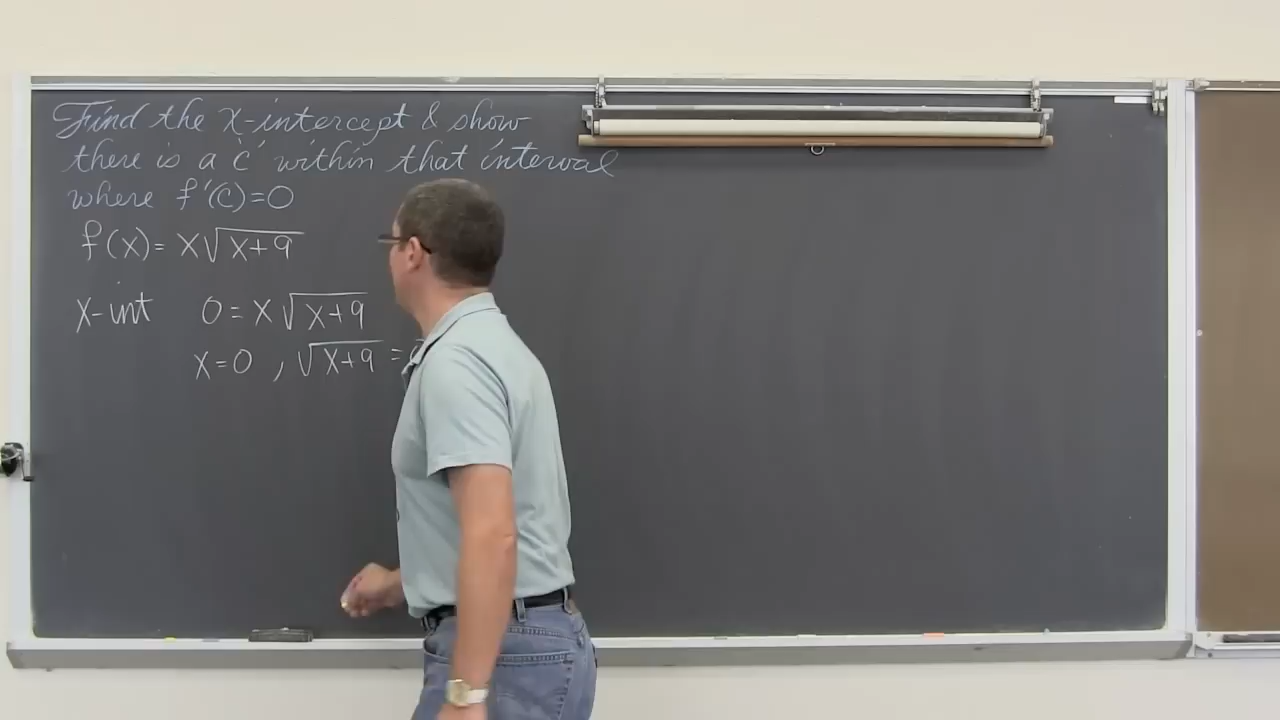 Find the x-intercept & show
there is a 'c' within that interval
where f'(c)=0
f(x)= x√x+9
x-int 0 = x √x+9
x=0 , √x+9 =